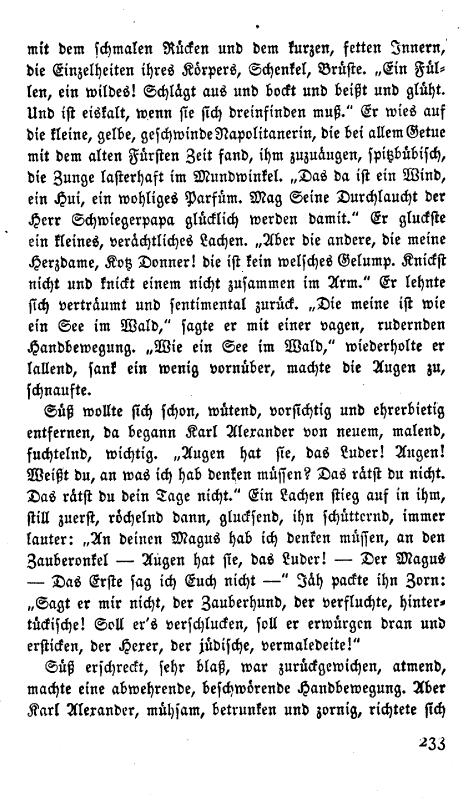 mit dem schmalen Rücken und dem kurzen, fetten Innern,
die Einzelheiten ihres Körpers, Schenkel, Brüste. „Ein Fül-
len, ein wildes! Schlägt aus und bockt und beißt und glüht.
Und ist eiskalt, wenn sie sich dreinfinden muß.“ Er wies auf
die kleine, gelbe, geschwinde Napolitanerin, die bei allem Getue
mit dem alten Fürsten Zeit fand, ihm zuzuäugen, spitzbübisch,
die Zunge lasterhaft im Mundwinkel. „Das da ist ein Wind,
ein Hui, ein wohliges Parfüm. Mag Seine Durchlaucht der
Herr Schwiegerpapa glücklich werden damit.“ Er gluckste
ein kleines, verächtliches Lachen. „Aber die andere, die meine
Herzdame, Kotz Donner! die ist kein welsches Gelump. Knickst
nicht und knickt einem nicht zusammen im Arm.“ Er lehnte
sich verträumt und sentimental zurück. „Die meine ist wie
ein See im Wald,“ sagte er mit einer vagen, rudernden
Handbewegung. „Wie ein See im Wald,“ wiederholte er
lallend, sank ein wenig vornüber, machte die Augen zu,
schnaufte.
Süß wollte sich schon, wütend, vorsichtig und ehrerbietig
entfernen, da begann Karl Alexander von neuem, malend,
fuchtelnd, wichtig. „Augen hat sie, das Luder! Augen!
Weißt du, an was ich hab denken müssen? Das rätst du nicht.
Das rätst du dein Tage nicht.“ Ein Lachen stieg auf in ihm,
still zuerst, röchelnd dann, glucksend, ihn schütternd, immer
lauter: „An deinen Magus hab ich denken müssen, an den
Zauberonkel — Augen hat sie, das Luder! — Der Magus
— Das Erste sag ich Euch nicht —“ Jäh packte ihn Zorn:
„Sagt er mir nicht, der Zauberhund, der verfluchte, hinter-
tückische! Soll er's verschlucken, soll er erwürgen dran und
ersticken, der Hexer, der jüdische, vermaledeite!“
Süß erschreckt, sehr blaß, war zurückgewichen, atmend,
machte eine abwehrende, beschwörende Handbewegung. Aber
Karl Alexander, mühsam, betrunken und zornig, richtete sich
233